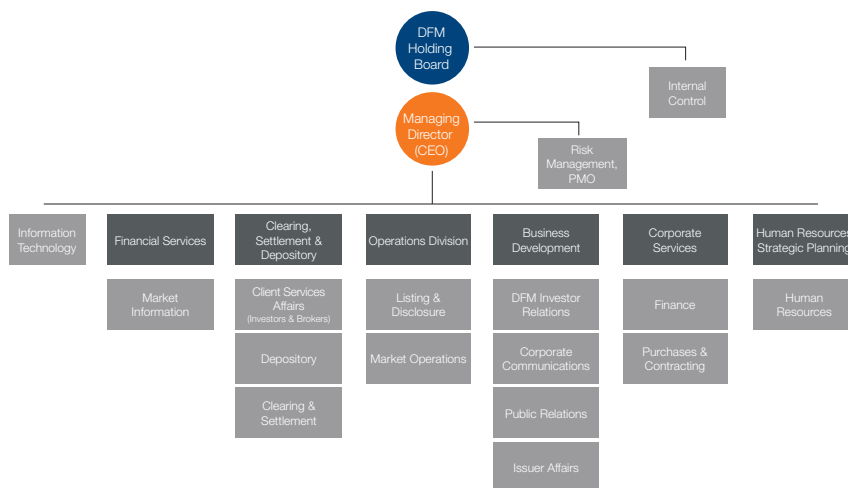 DFM
Holding
Board
Internal
Control
Managing
Director
(CEO)
Risk
Management,
PMO
Information
Technology
Financial Services
Clearing,
Settlement &
Depository
Operations Division
Business
Development
Corporate
Services
Human Resources
Strategic Planning
Market
Information
Client Services
Affairs
(Investors & Brokers)
Listing &
Disclosure
DFM Investor
Relations
Finance
Human
Resources
Depository
Market Operations
Corporate
Communications
Purchases &
Contracting
Clearing &
Settlement
Public Relations
Issuer Affairs